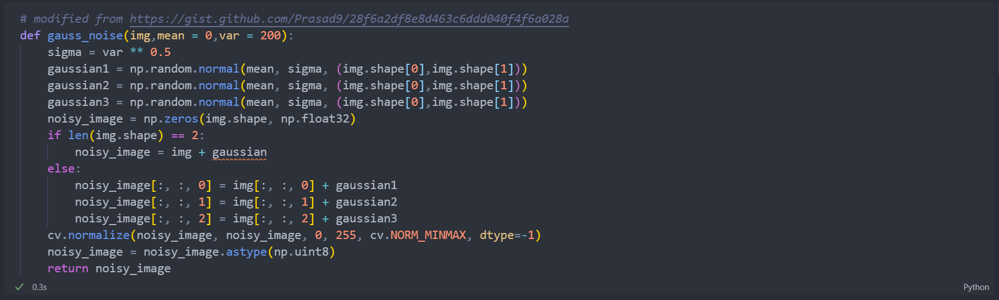 # modified from https://gist.github.com/Prasad9/28f6a2df8e8d463c6ddd040f4f6a028a
def gauss_noise(img,mean = 0,var = 200):
    sigma = var ** 0.5
    gaussian1 = np.random.normal(mean, sigma, (img.shape[0],img.shape[1]))
    gaussian2 = np.random.normal(mean, sigma, (img.shape[0],img.shape[1]))
    gaussian3 = np.random.normal(mean, sigma, (img.shape[0],img.shape[1]))
    noisy_image = np.zeros(img.shape, np.float32)
    if len(img.shape) == 2:
        noisy_image = img + gaussian
    else:
        noisy_image[:, :, 0] = img[:, :, 0] + gaussian1
        noisy_image[:, :, 1] = img[:, :, 1] + gaussian2
        noisy_image[:, :, 2] = img[:, :, 2] + gaussian3
    cv.normalize(noisy_image, noisy_image, 0, 255, cv.NORM_MINMAX, dtype=-1)
    noisy_image = noisy_image.astype(np.uint8)
    return noisy_image
✓ 0.3s
Python